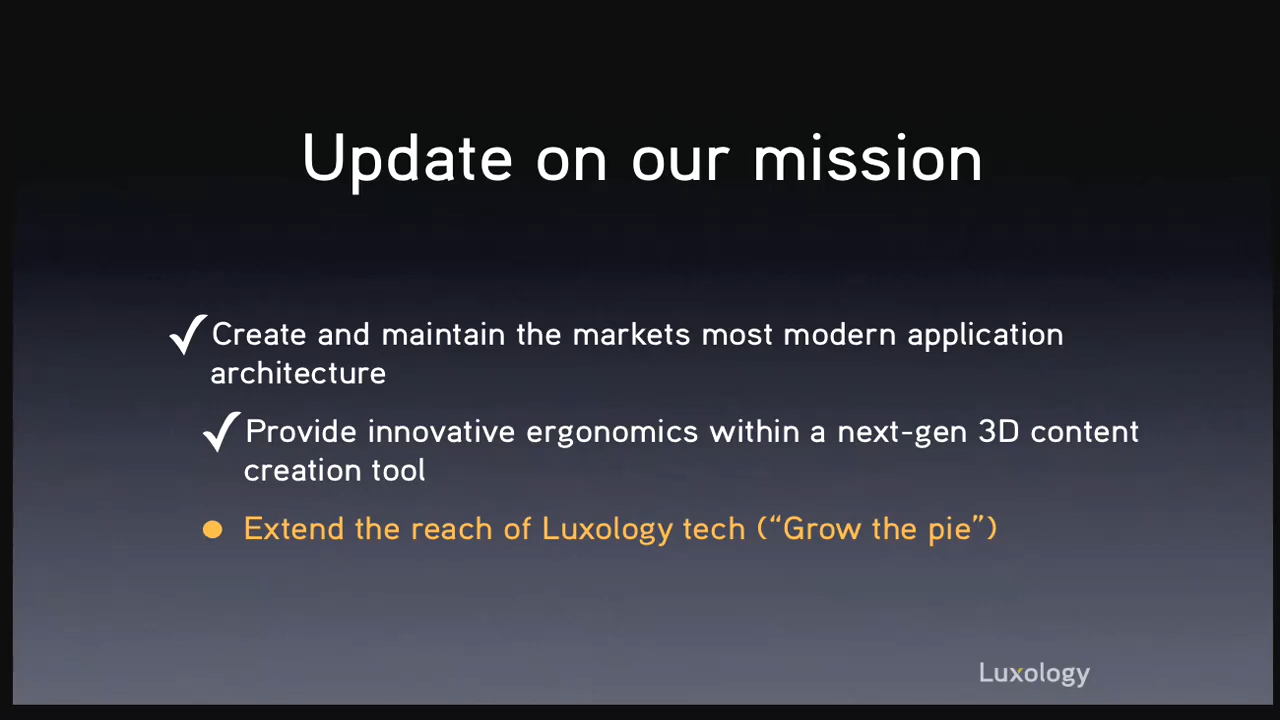 Update on our mission
✓Create and maintain the markets most modern application
architecture
✓Provide innovative ergonomics within a next-gen 3D content
creation tool
● Extend the reach of Luxology tech (“Grow the pie”)
Luxology